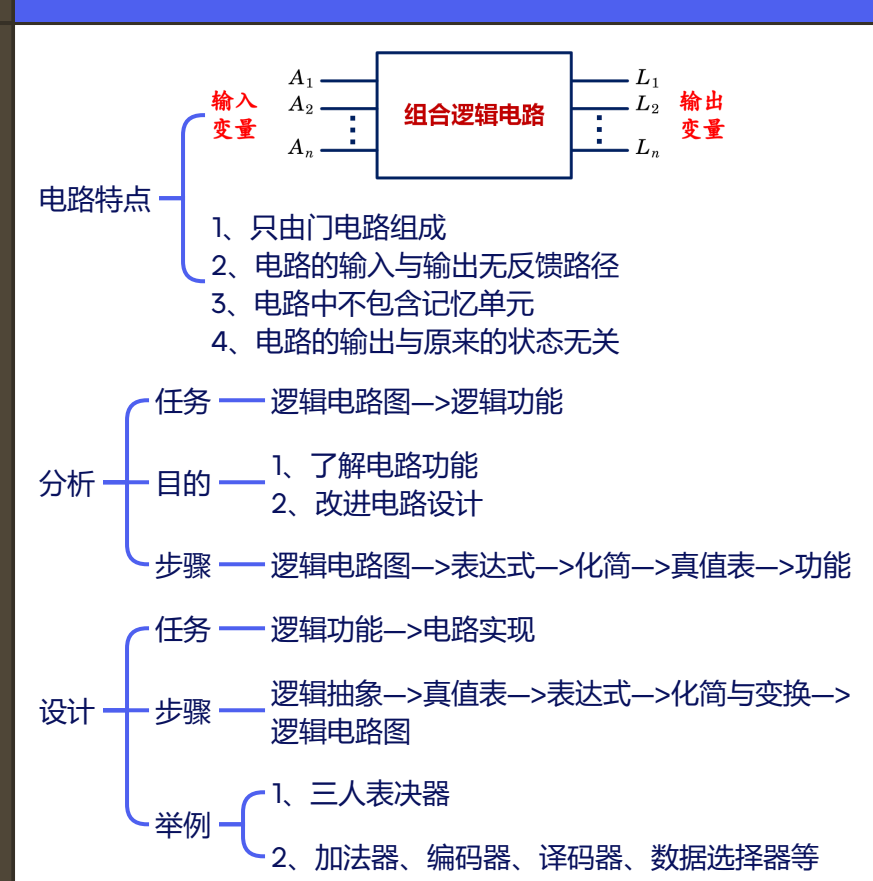 输入
变量
A₁
A₂
Aₙ
组合逻辑电路
L₁
L₂
Lₙ
输出
变量
电路特点
1、只由门电路组成
2、电路的输入与输出无反馈路径
3、电路中不包含记忆单元
4、电路的输出与原来的状态无关
分析
任务
逻辑电路图—>逻辑功能
目的
1、了解电路功能
2、改进电路设计
步骤
逻辑电路图—>表达式—>化简—>真值表—>功能
设计
任务
逻辑功能—>电路实现
步骤
逻辑抽象—>真值表—>表达式—>化简与变换—>
逻辑电路图
举例
1、三人表决器
2、加法器、编码器、译码器、数据选择器等